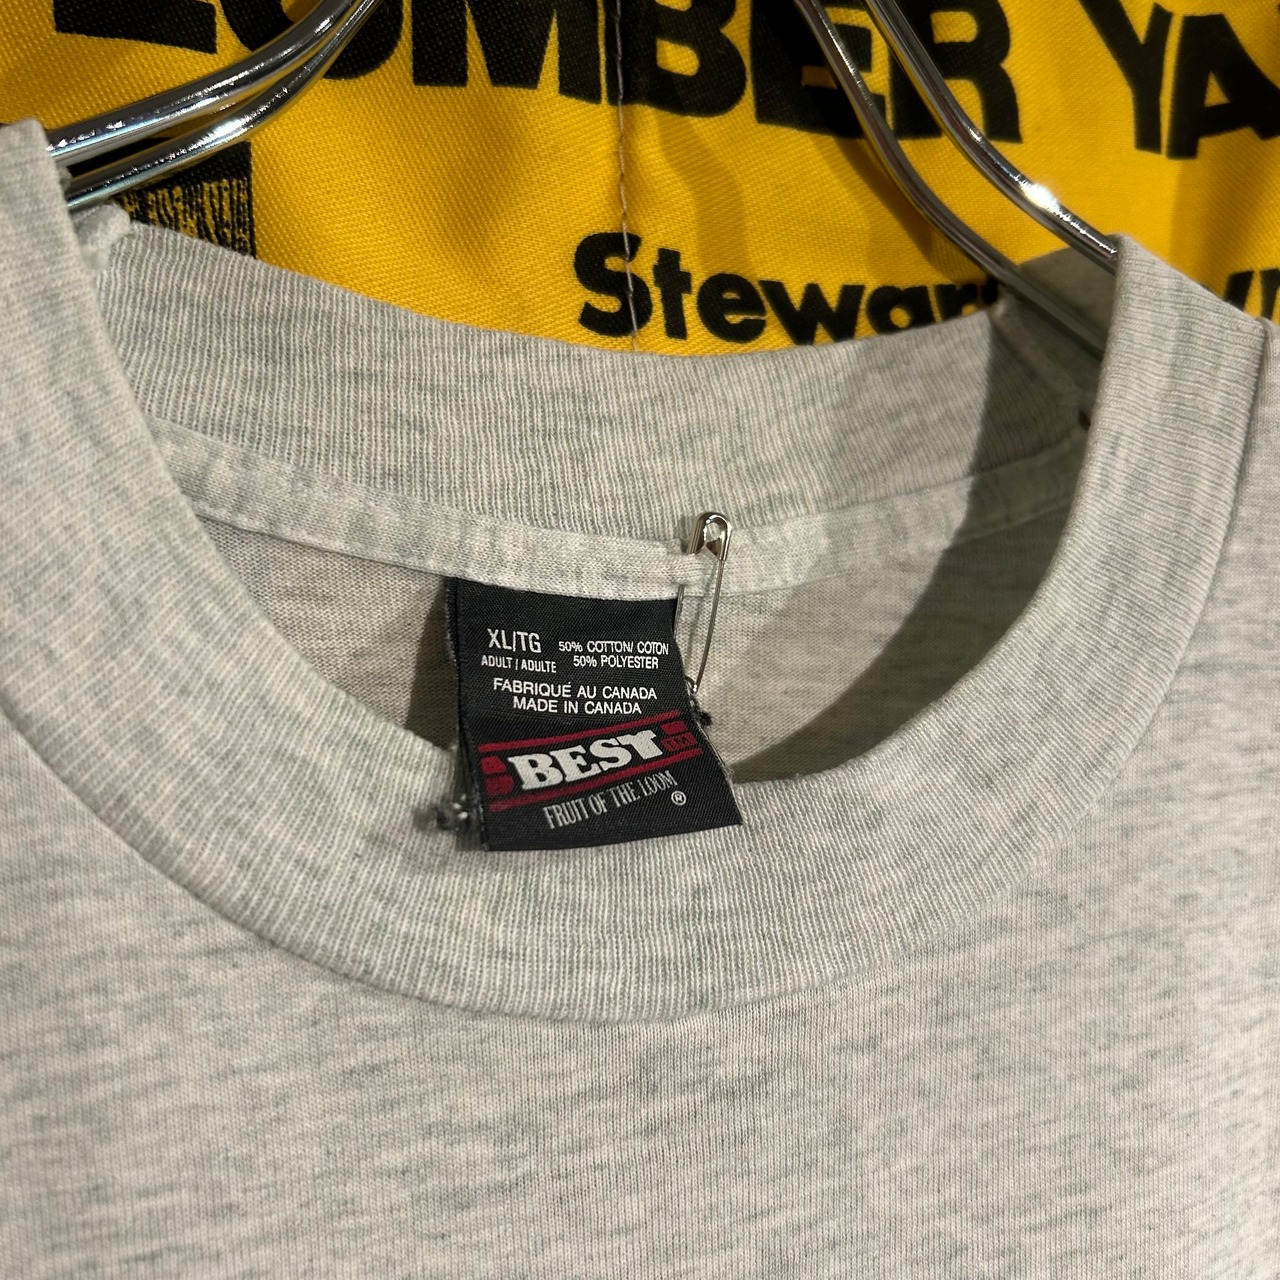 LUMBER YA
Stewar
XL/TG 50% COTTON/ COTON
ADULT / ADULTE 50% POLYESTER
FABRIQUÉ AU CANADA
MADE IN CANADA
BEST
FRUIT OF THE LOOM
®